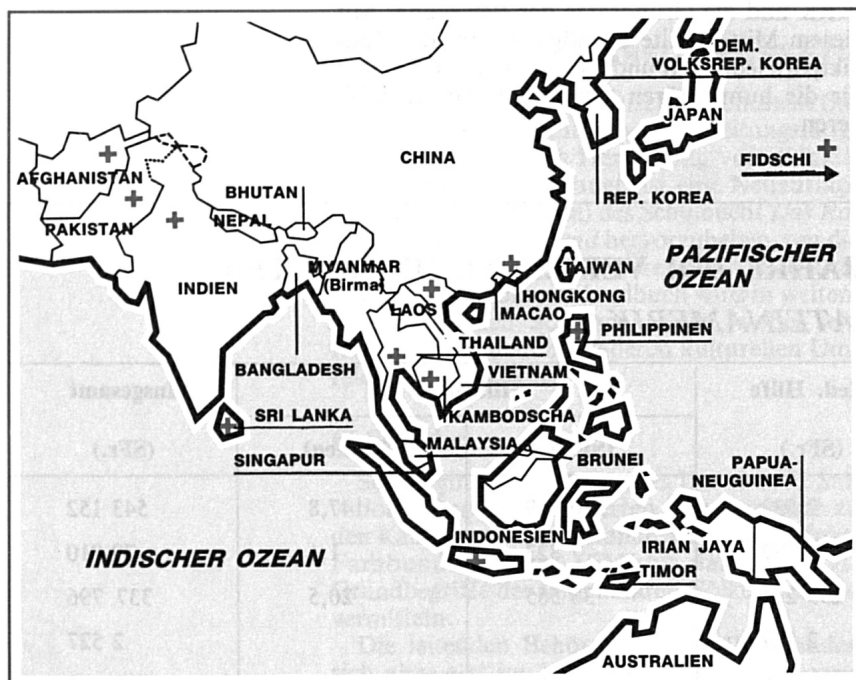 DEM.
VOLKSREP. KOREA
JAPAN
CHINA
FIDSCHI
AFGHANISTAN
BHUTAN
REP. KOREA
PAKISTAN
NEPAL
PAZIFISCHER
OZEAN
MYANMAR
(Birma)
TAIWAN
INDIEN
LAOS
HONGKONG
MACAO
PHILIPPINEN
THAILAND
BANGLADESH
VIETNAM
SRI LANKA
KAMBODSCHA
MALAYSIA
SINGAPUR
BRUNEI
PAPUA-
NEUGUINEA
INDONESIEN
INDISCHER OZEAN
IRIAN JAYA
TIMOR
AUSTRALIEN